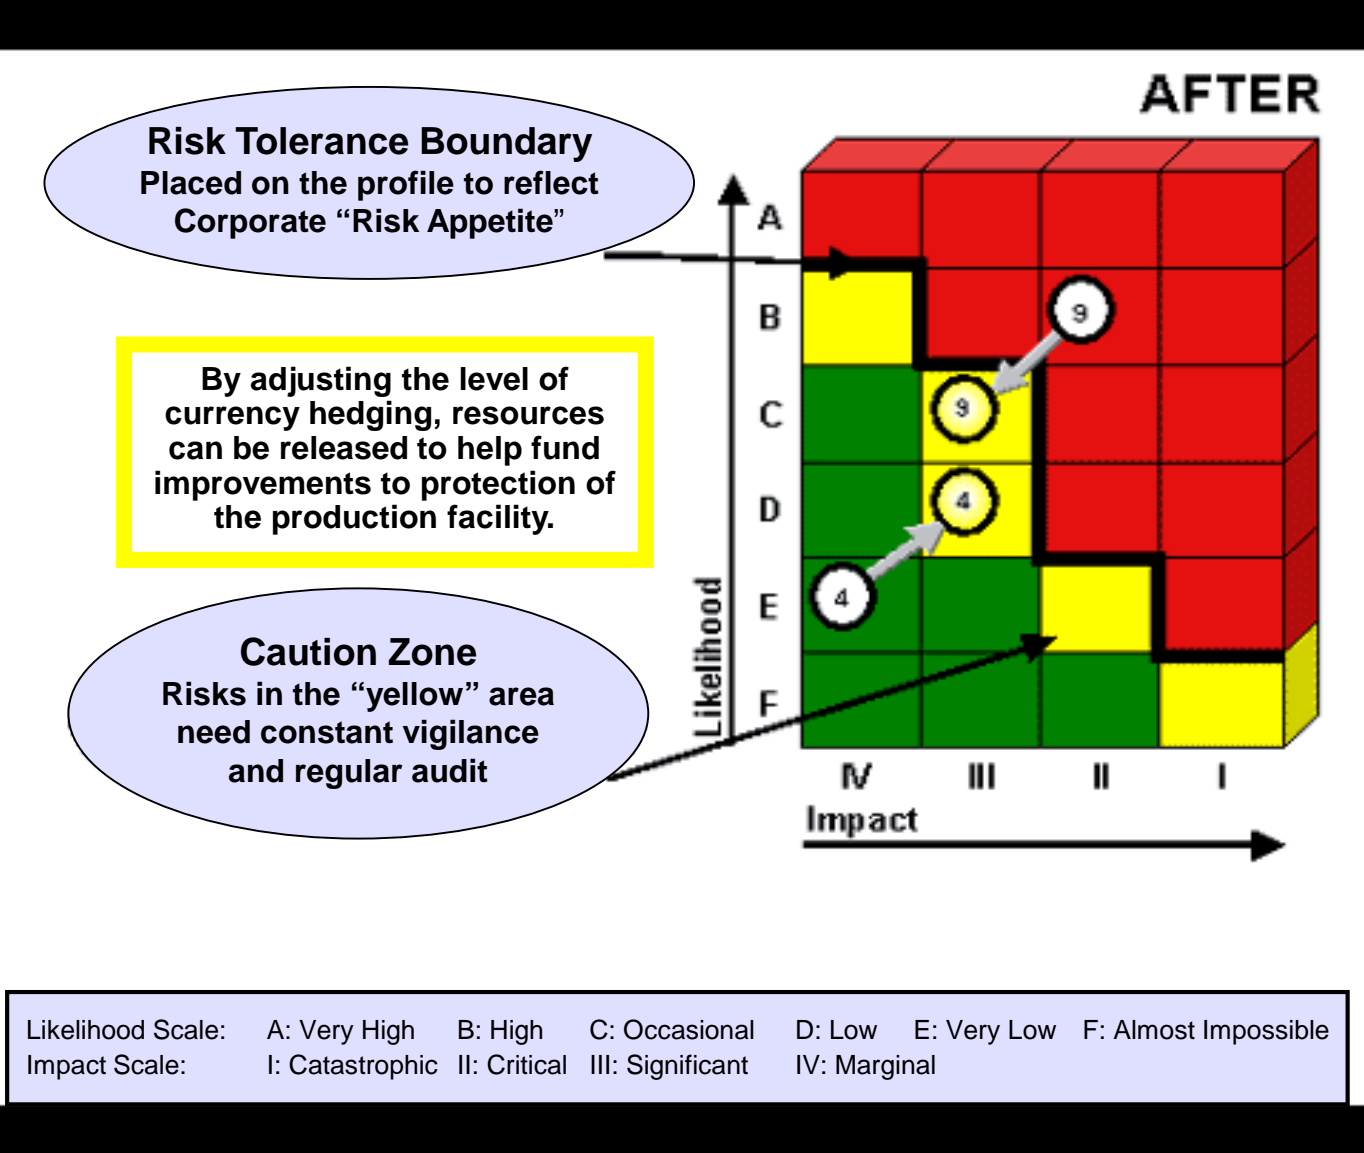 AFTER
Risk Tolerance Boundary
Placed on the profile to reflect
Corporate “Risk Appetite”
By adjusting the level of
currency hedging, resources
can be released to help fund
improvements to protection of
the production facility.
Caution Zone
Risks in the “yellow” area
need constant vigilance
and regular audit
Likelihood
A
B
C
D
E
F
9
9
4
4
IV III II I
Impact
Likelihood Scale: A: Very High B: High C: Occasional D: Low E: Very Low F: Almost Impossible
Impact Scale: I: Catastrophic II: Critical III: Significant IV: Marginal